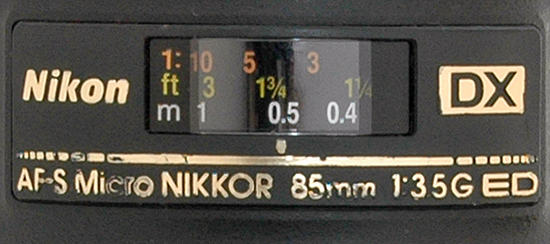 Nikon
1: 10 5 3
ft 3 1¾ 1¼
m 1 0.5 0.4
DX
AF-S Micro NIKKOR 85mm 1:3.5G ED